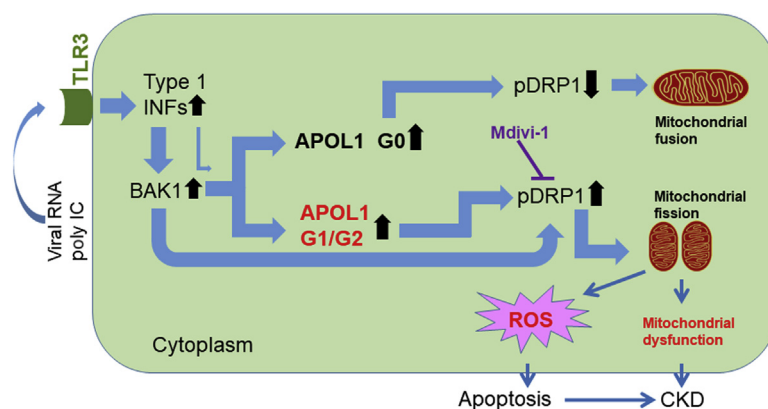 TLR3
Viral RNA
poly IC
Type 1
INFs
BAK1
APOL1 G0
APOL1
G1/G2
pDRP1
Mitochondrial
fusion
Mdivi-1
pDRP1
Mitochondrial
fission
ROS
Mitochondrial
dysfunction
Cytoplasm
Apoptosis
CKD